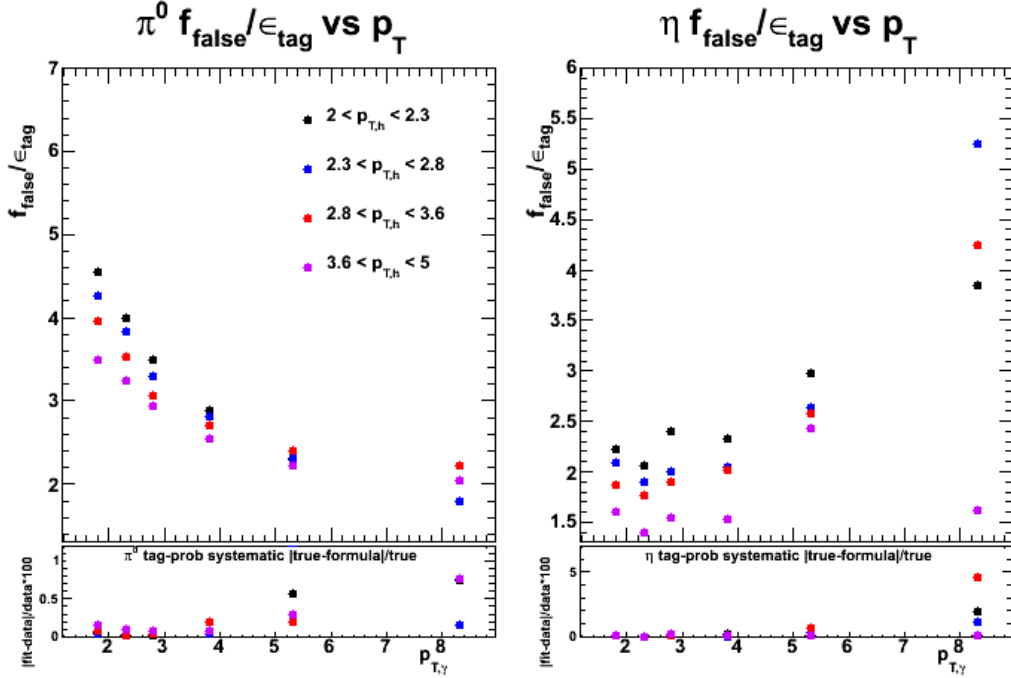 π⁰ f_false/ϵ_tag vs p_T
f_false/ϵ_tag
7
6
5
4
3
2
2 < p_T,h < 2.3
2.3 < p_T,h < 2.8
2.8 < p_T,h < 3.6
3.6 < p_T,h < 5
π⁰ tag-prob systematic |true-formula|/true
|fit-data|/data*100
1
0.5
0
2 3 4 5 6 7 8
p_T,γ
η f_false/ϵ_tag vs p_T
f_false/ϵ_tag
6
5.5
5
4.5
4
3.5
3
2.5
2
1.5
η tag-prob systematic |true-formula|/true
|fit-data|/data*100
5
0
2 3 4 5 6 7 8
p_T,γ